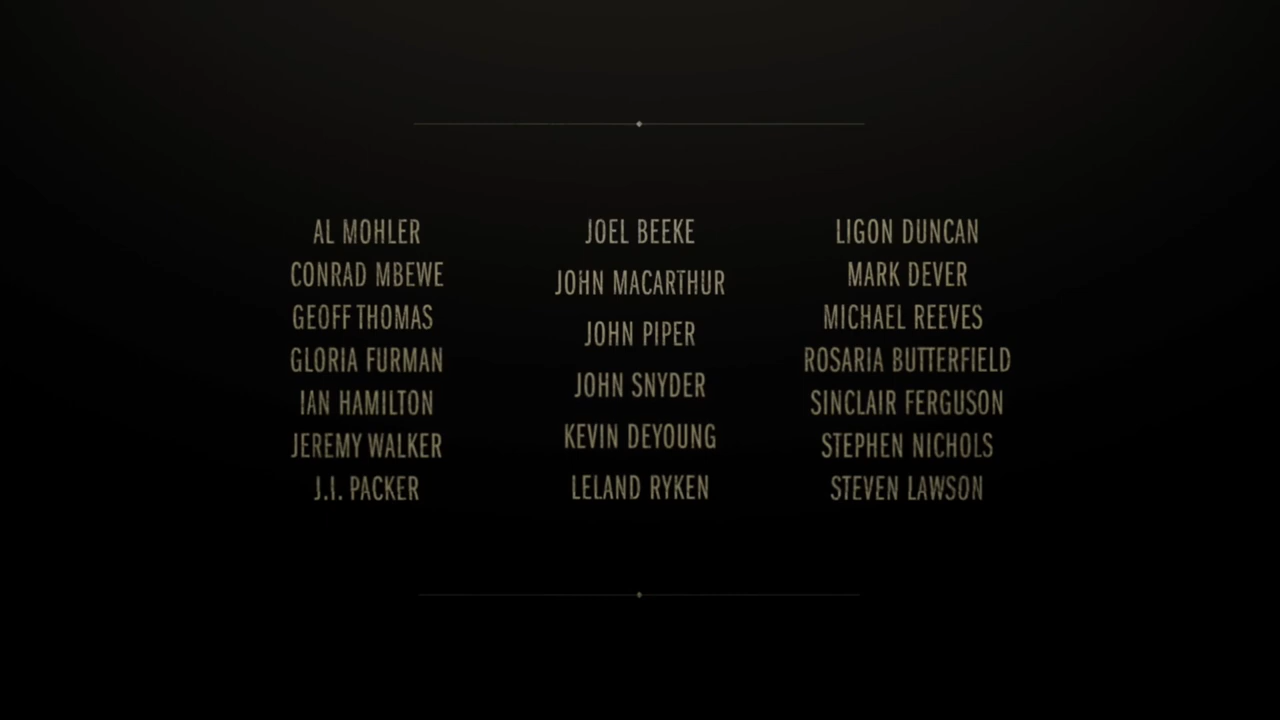 AL MOHLER
CONRAD MBEWE
GEOFF THOMAS
GLORIA FURMAN
IAN HAMILTON
JEREMY WALKER
J.I. PACKER
JOEL BEEKE
JOHN MACARTHUR
JOHN PIPER
JOHN SNYDER
KEVIN DEYOUNG
LELAND RYKEN
LIGON DUNCAN
MARK DEVER
MICHAEL REEVES
ROSARIA BUTTERFIELD
SINCLAIR FERGUSON
STEPHEN NICHOLS
STEVEN LAWSON